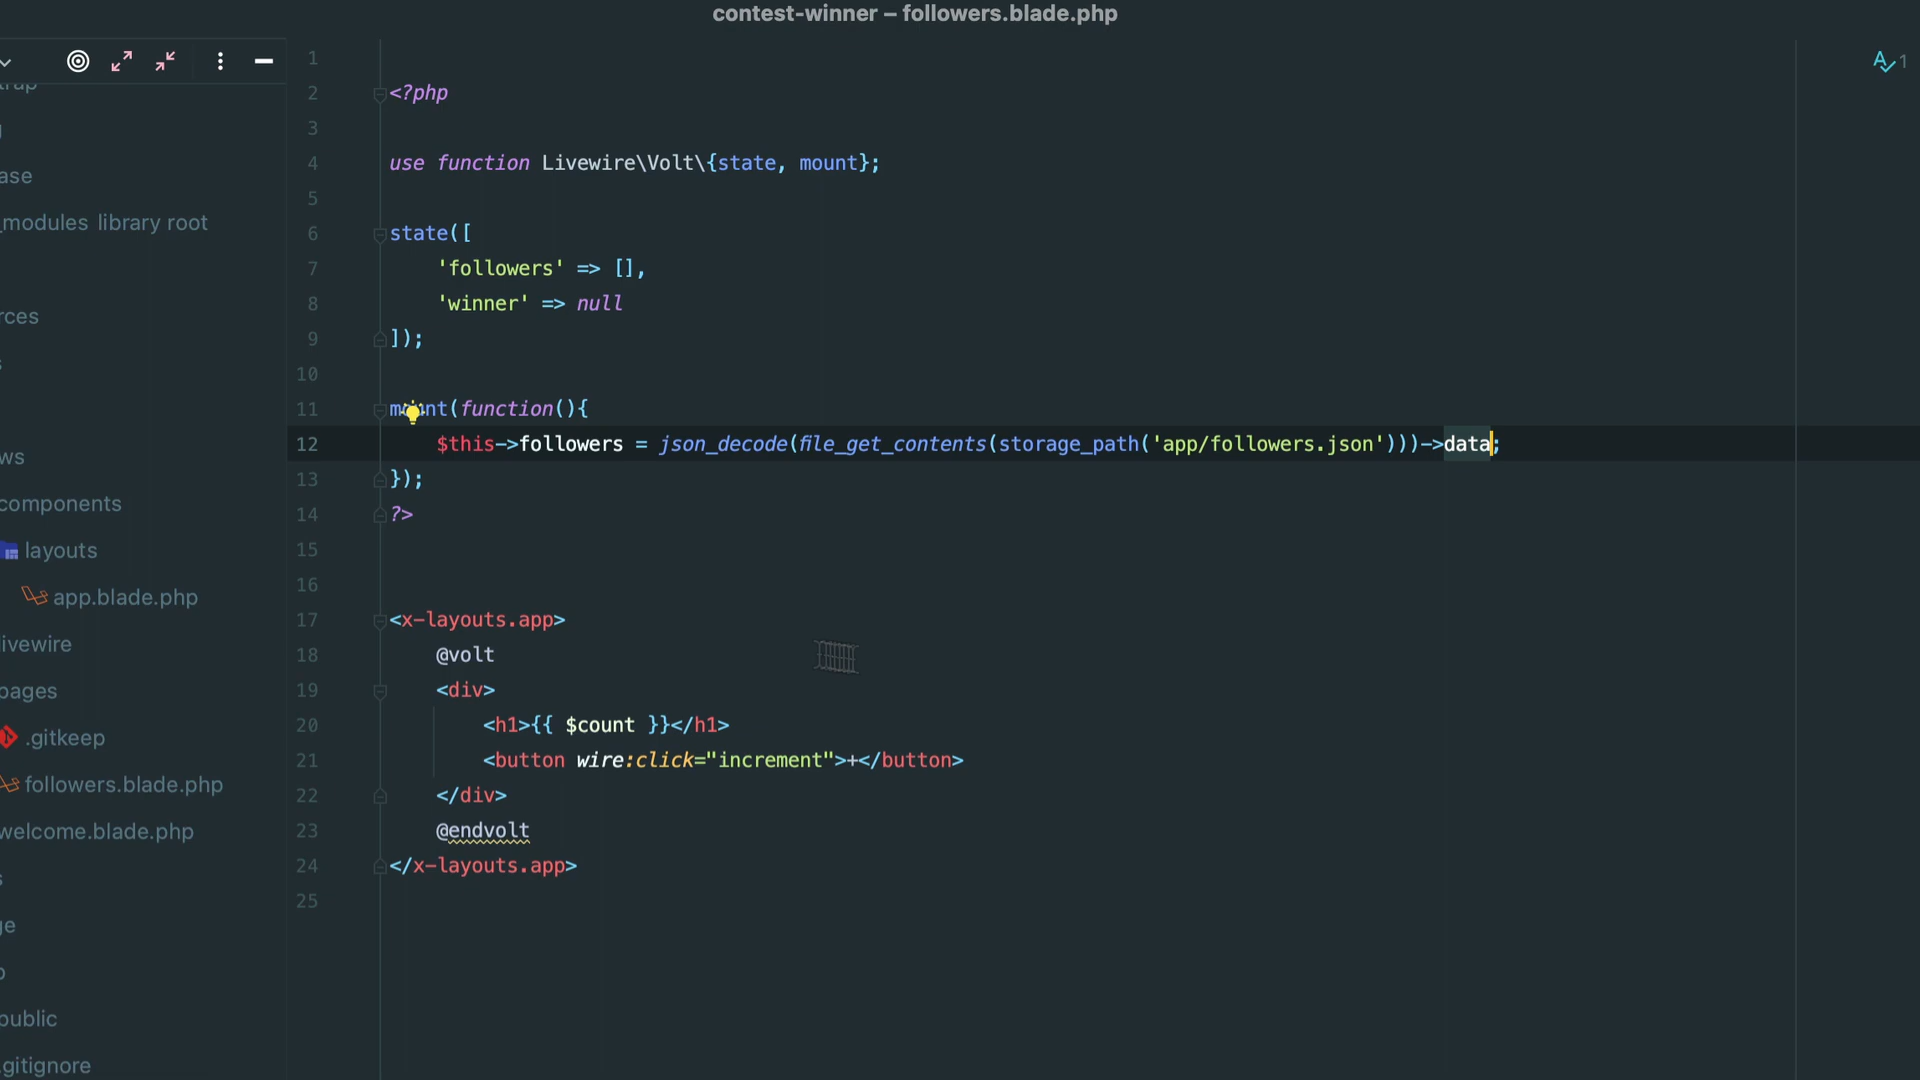 contest-winner – followers.blade.php
1
1
2 <?php
3
4 use function Livewire\Volt\{state, mount};
5
6 state([
7 'followers' => [],
8 'winner' => null
9 ]);
10
11 mount(function(){
12 $this->followers = json_decode(file_get_contents(storage_path('app/followers.json')))->data;
13 });
14 ?>
15
16
17 <x-layouts.app>
18 @volt
19 <div>
20 <h1>{{ $count }}</h1>
21 <button wire:click="increment">+</button>
22 </div>
23 @endvolt
24 </x-layouts.app>
25
ase
_modules library root
rces
ws
components
layouts
app.blade.php
ivewire
pages
.gitkeep
followers.blade.php
welcome.blade.php
ge
public
.gitignore